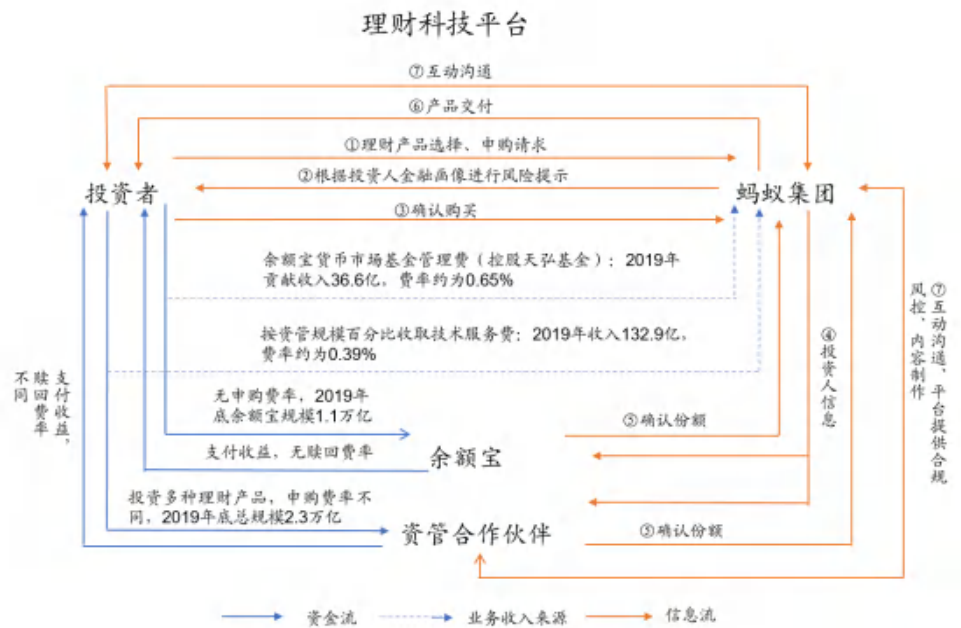 理财科技平台
⑦互动沟通
⑥产品交付
①理财产品选择、申购请求
②根据投资人金融画像进行风险提示
投资者
蚂蚁集团
③确认购买
余额宝货币市场基金管理费（控股天弘基金）：2019年
贡献收入36.6亿，费率约为0.65%
按资管规模百分比收取技术服务费：2019年收入132.9亿，
费率约为0.39%
⑦互动沟通、平台提供合规
风控、内容制作
④投资人信息
支付收益，
赎回费率
不同
无申购费率，2019年
底余额宝规模1.1万亿
⑤确认份额
支付收益，无赎回费率
余额宝
投资多种理财产品，申购费率不
同，2019年底总规模2.3万亿
资管合作伙伴
⑤确认份额
资金流
业务收入来源
信息流